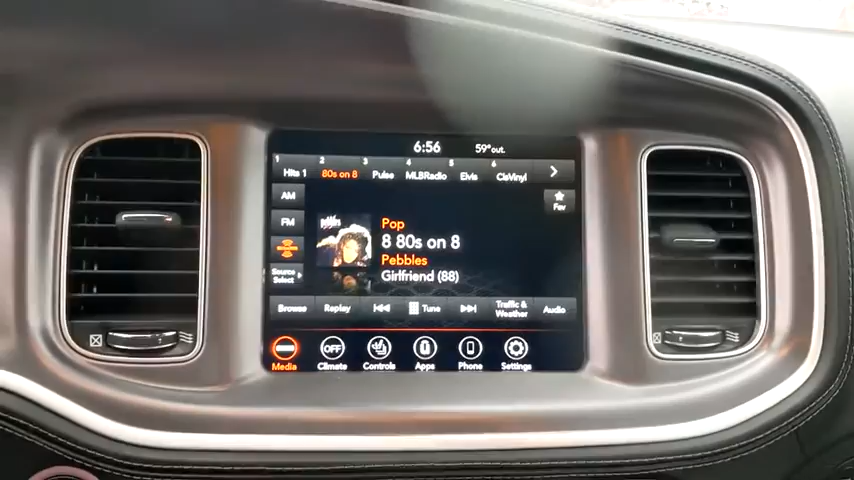 6:56 59°out.
1 2 3 4 5 6
Hits 1 80s on 8 Pulse MLBRadio Elvis ClsVinyl
AM
Fav
FM
Pop
8 80s on 8
Pebbles
Girlfriend (88)
Source
Select
Browse Replay Tune Traffic & Weather Audio
OFF
Media Climate Controls Apps Phone Settings